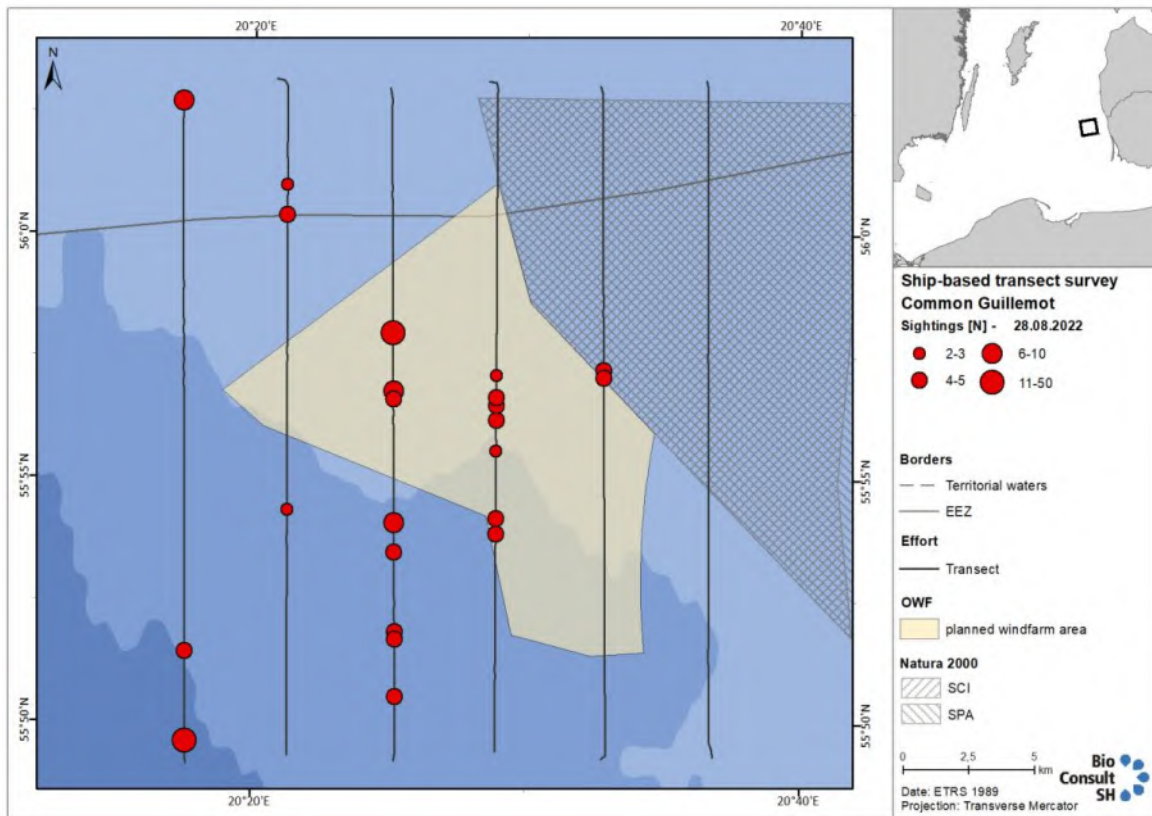 20°20'E
20°40'E
N
56°0'N
56°0'N
55°55'N
55°55'N
55°50'N
55°50'N
20°20'E
20°40'E
Ship-based transect survey
Common Guillemot
Sightings [N] - 28.08.2022
2-3 6-10
4-5 11-50
Borders
Territorial waters
EEZ
Effort
Transect
OWF
planned windfarm area
Natura 2000
SCI
SPA
0 2,5 5
km
Date: ETRS 1989
Projection: Transverse Mercator
Bio
Consult
SH